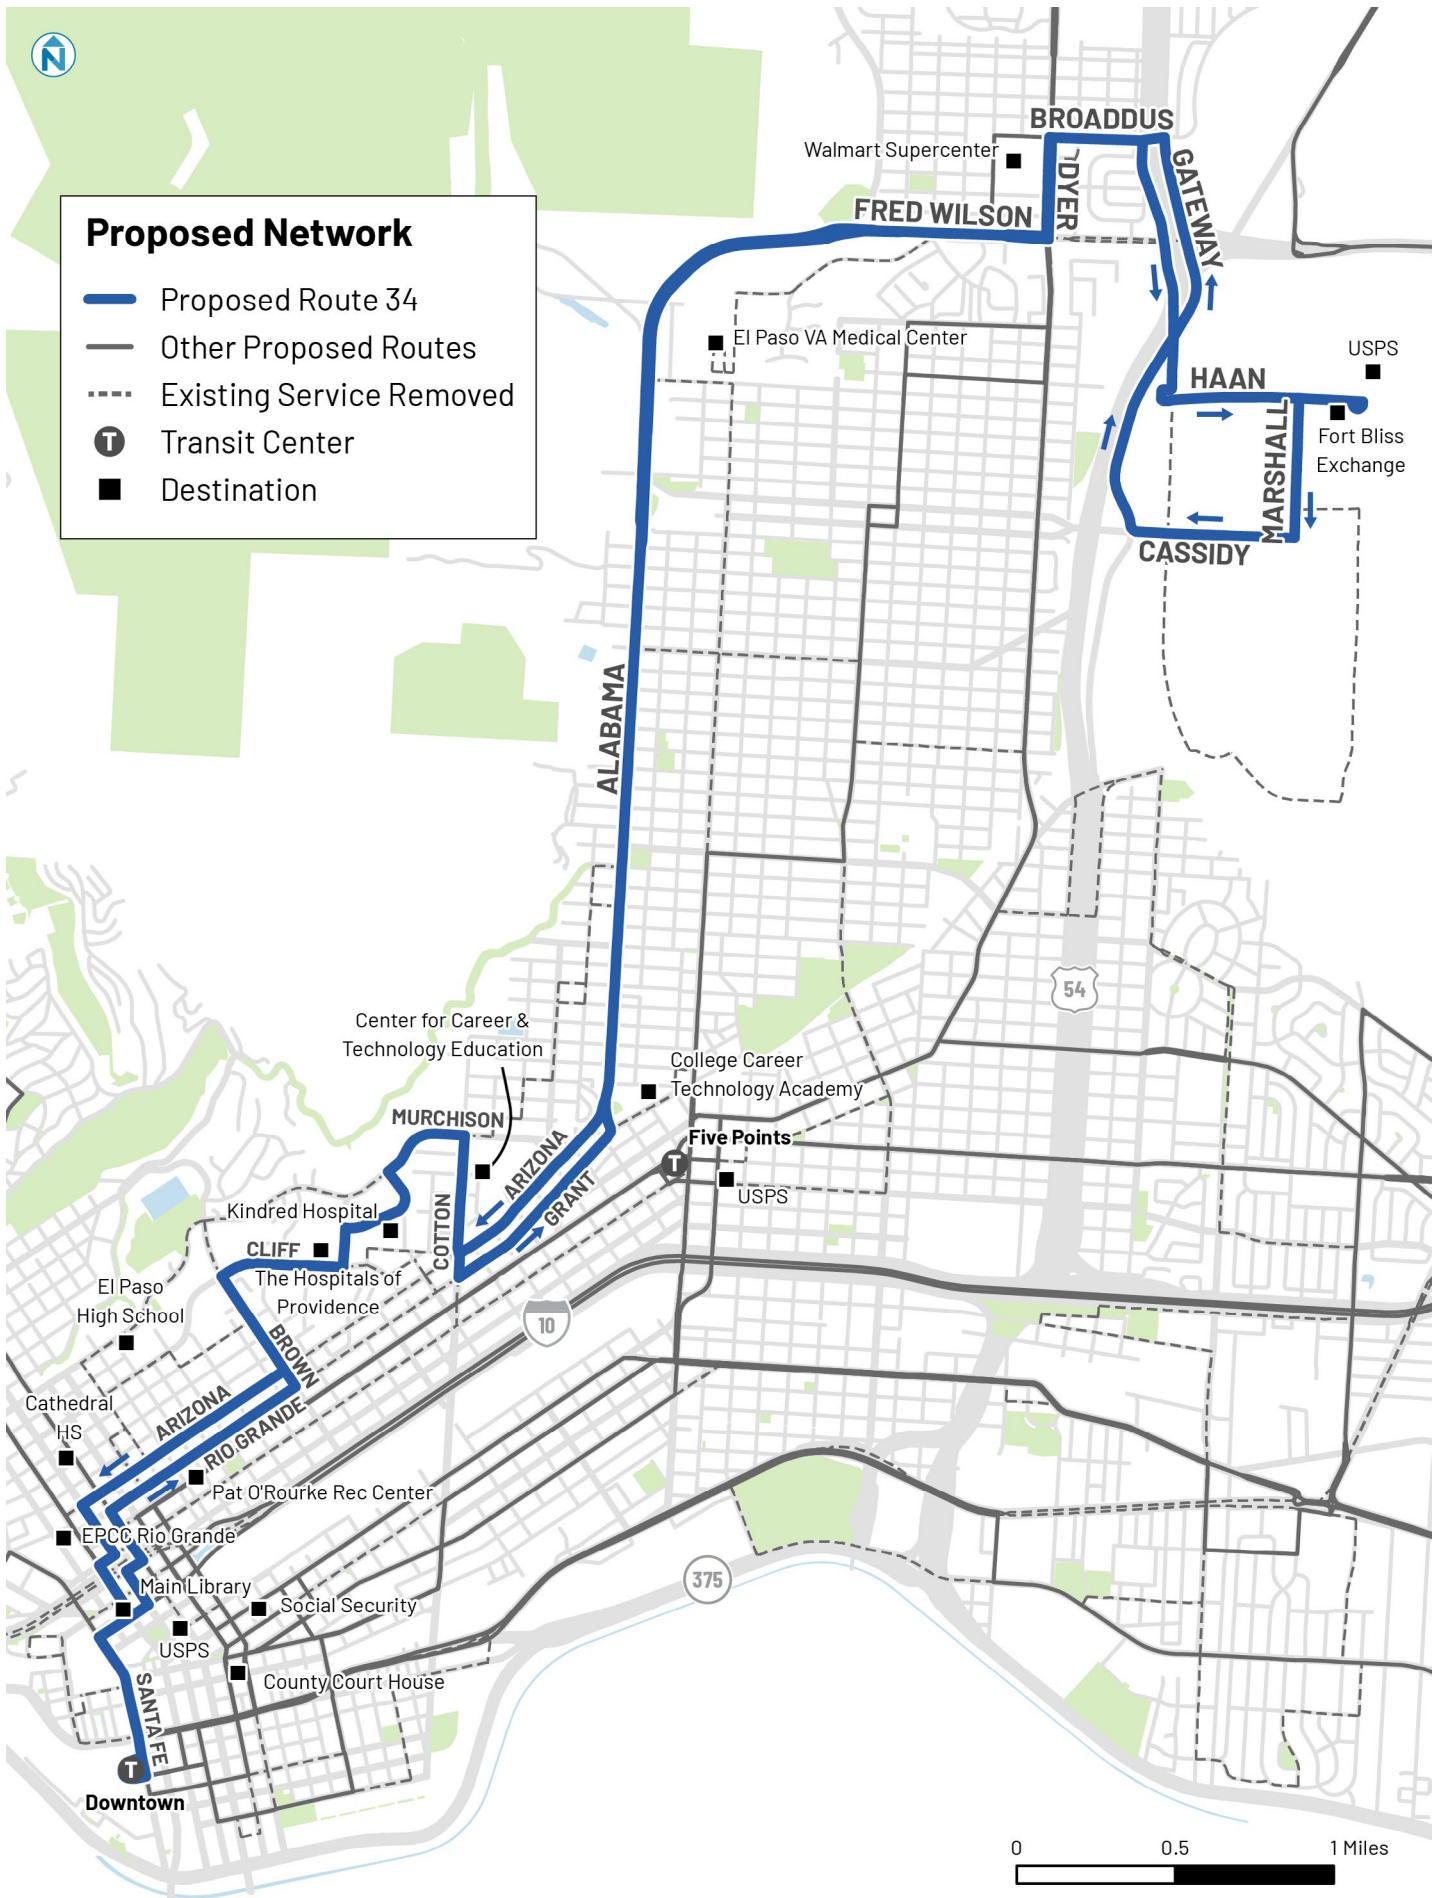 N
BROADDUS
Walmart Supercenter
DYER
GATEWAY
FRED WILSON
Proposed Network
Proposed Route 34
Other Proposed Routes
Existing Service Removed
T
Transit Center
Destination
El Paso VA Medical Center
USPS
HAAN
MARSHALL
Fort Bliss
Exchange
CASSIDY
ALABAMA
54
Center for Career &
Technology Education
College Career
Technology Academy
MURCHISON
ARIZONA
Five Points
T
GRANT
USPS
Kindred Hospital
COTTON
CLIFF
The Hospitals of
Providence
El Paso
High School
10
BROWN
Cathedral
HS
ARIZONA
RIO GRANDE
Pat O'Rourke Rec Center
EPCC Rio Grande
Main Library
375
Social Security
USPS
County Court House
SANTA FE
T
Downtown
0 0.5 1 Miles